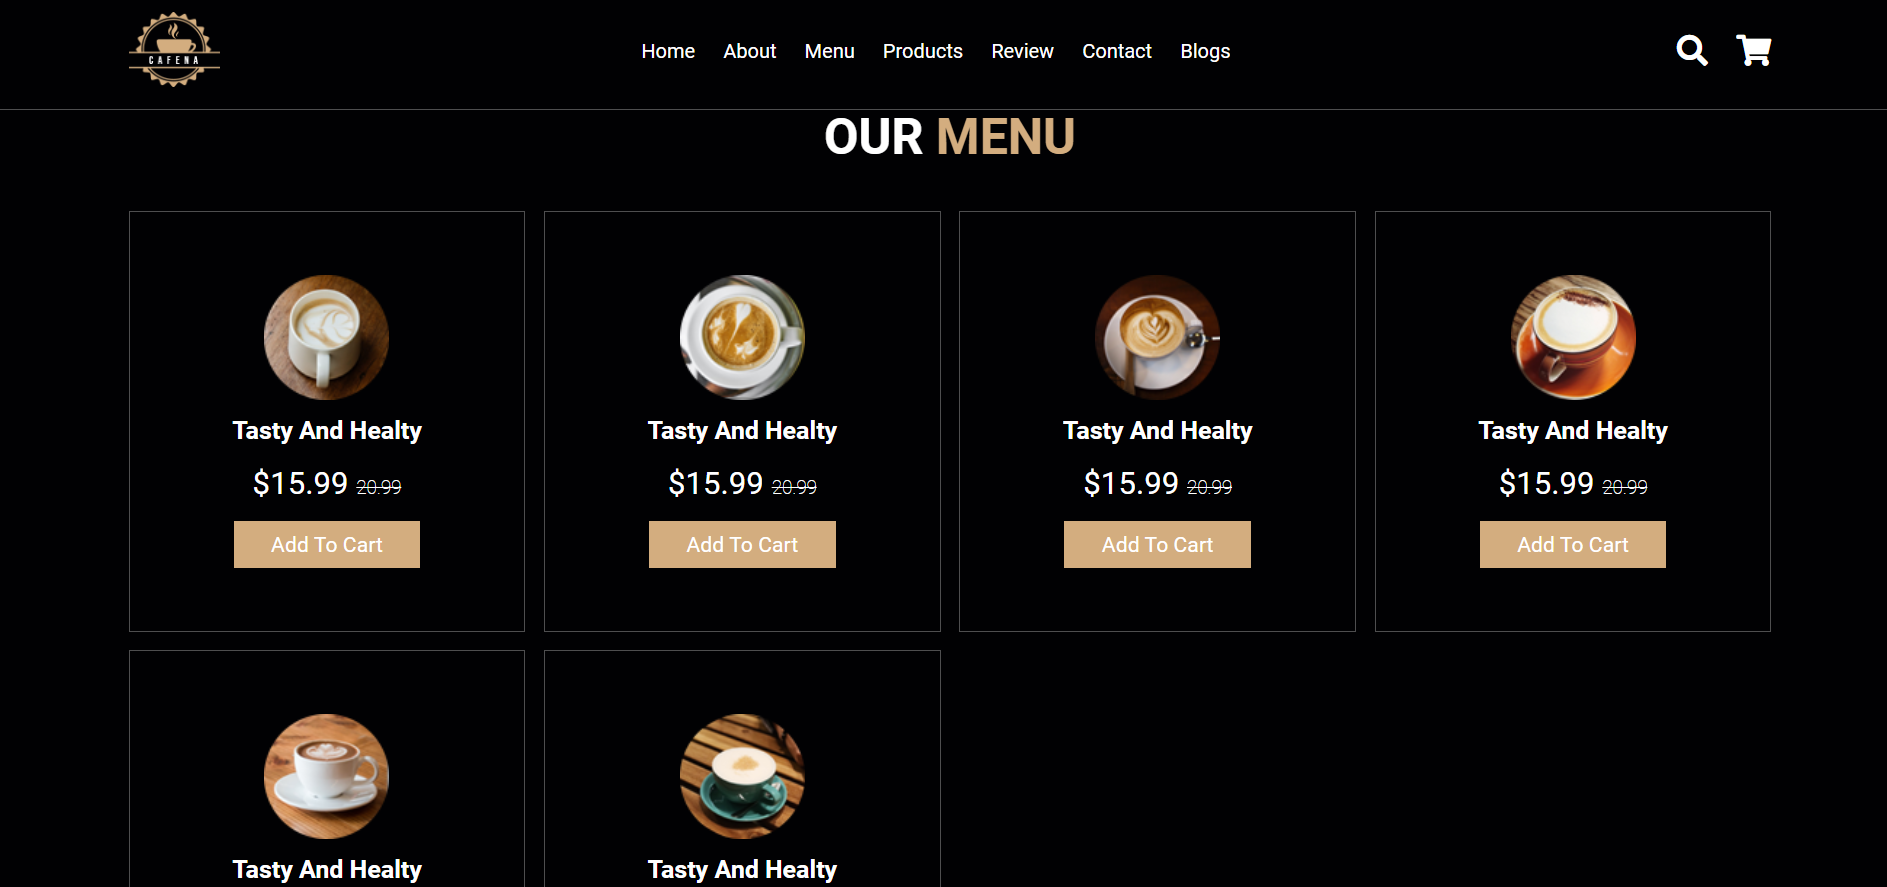 CAFENA
Home About Menu Products Review Contact Blogs
OUR MENU
Tasty And Healty Tasty And Healty Tasty And Healty Tasty And Healty
$15.99 20.99 $15.99 20.99 $15.99 20.99 $15.99 20.99
Add To Cart Add To Cart Add To Cart Add To Cart
Tasty And Healty Tasty And Healty